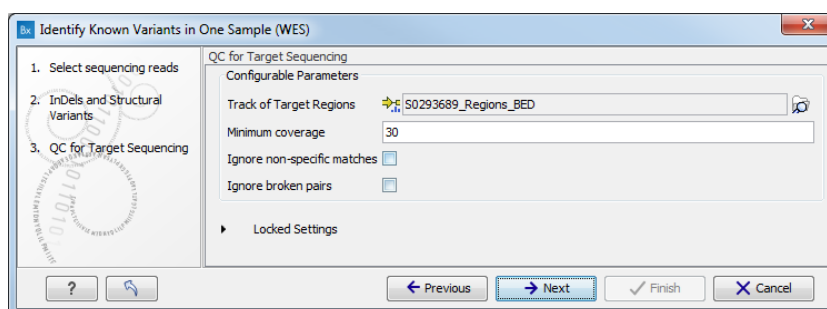 Bx Identify Known Variants in One Sample (WES)
1. Select sequencing reads
2. InDels and Structural
Variants
3. QC for Target Sequencing
QC for Target Sequencing
Configurable Parameters
Track of Target Regions S0293689_Regions_BED
Minimum coverage 30
Ignore non-specific matches
Ignore broken pairs
Locked Settings
? Previous Next Finish Cancel